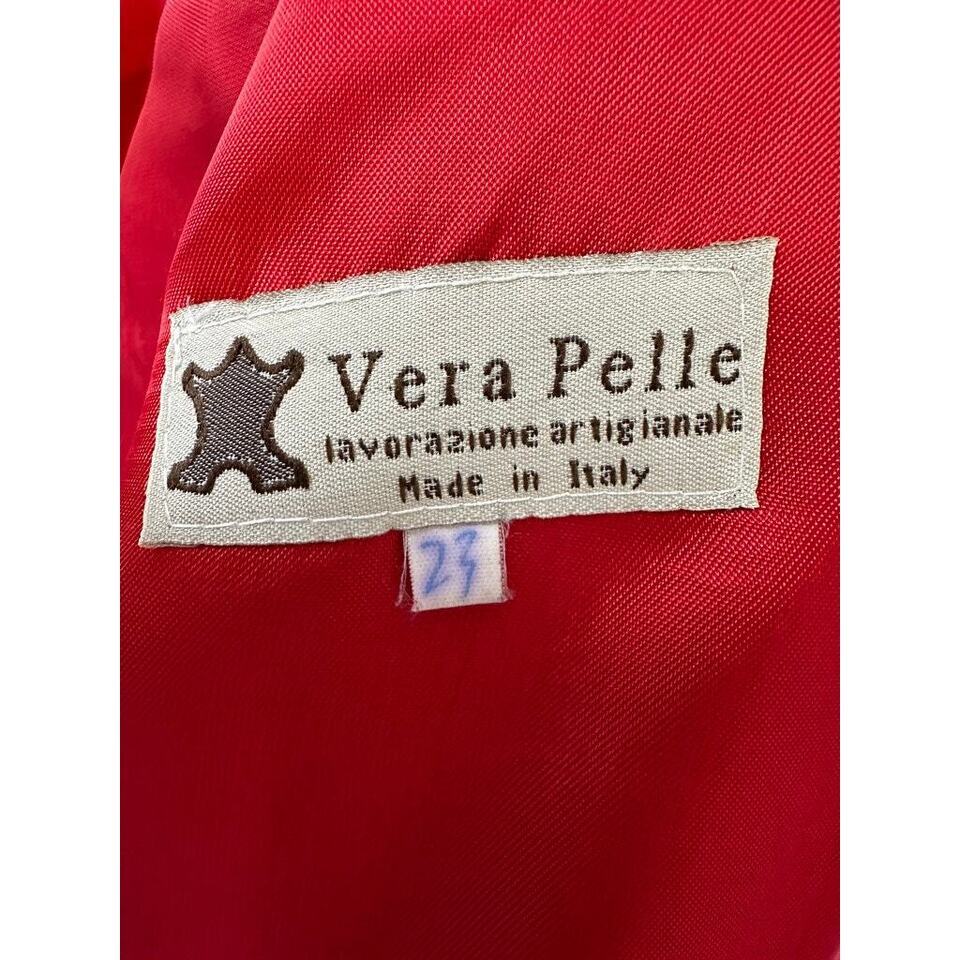 Vera Pelle
lavorazione artigianale
Made in Italy
23